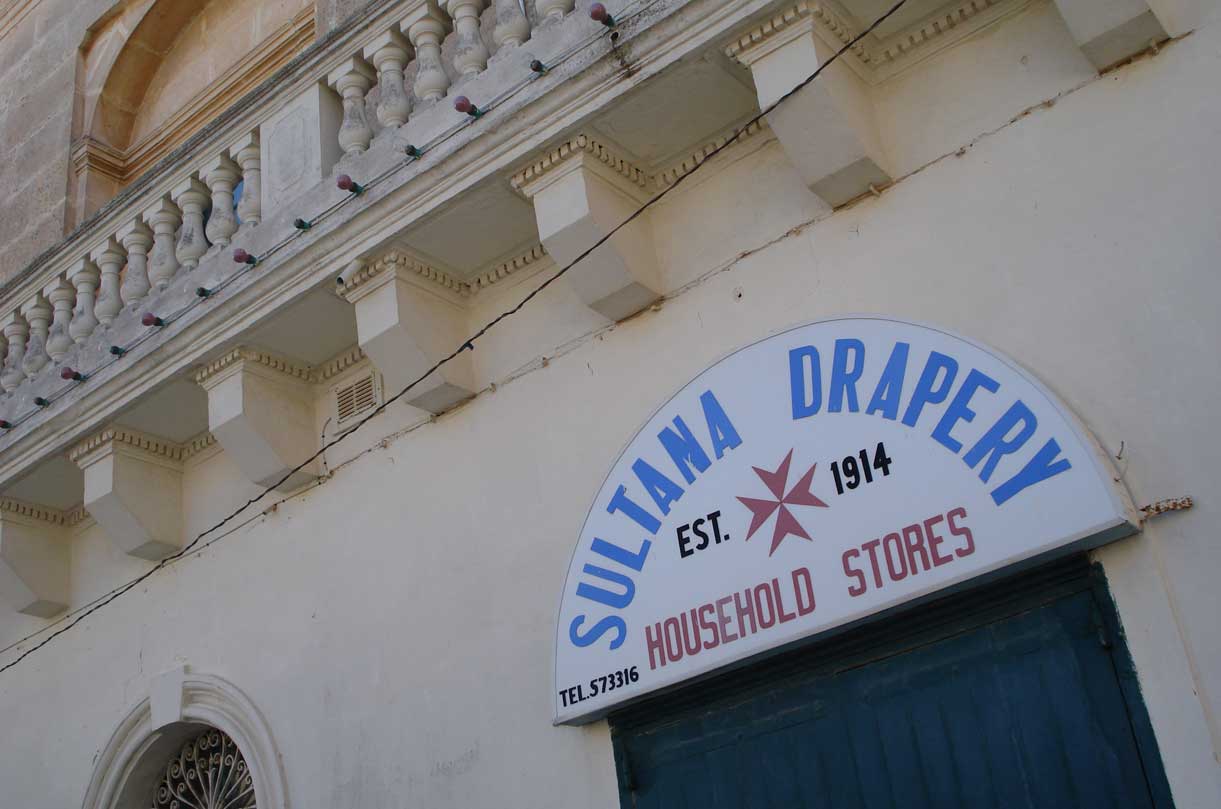 SULTANA DRAPERY
EST. 1914
HOUSEHOLD STORES
TEL.573316